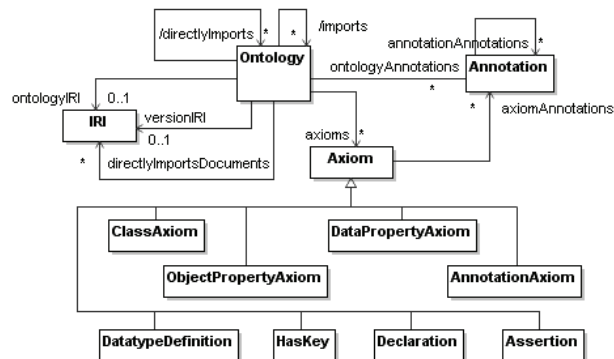 /directlyImports
*
*
/imports
*
annotationAnnotations
Ontology
ontologyAnnotations
*
Annotation
ontologyIRI
0..1
versionIRI
IRI
0..1
*
directlyImportsDocuments
axioms
*
*
axiomAnnotations
Axiom
ClassAxiom
DataPropertyAxiom
ObjectPropertyAxiom
AnnotationAxiom
DatatypeDefinition
HasKey
Declaration
Assertion